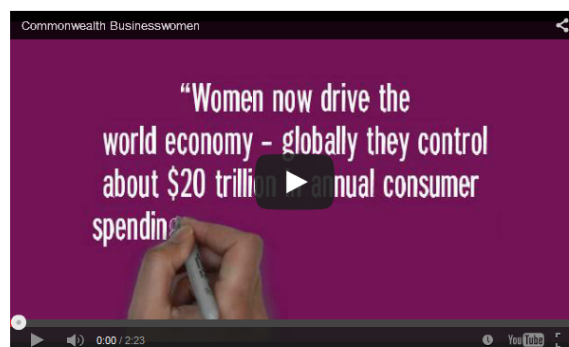 Commonwealth Businesswomen
“Women now drive the
world economy – globally they control
about $20 trillion in annual consumer
spending
0:00 / 2:23
YouTube